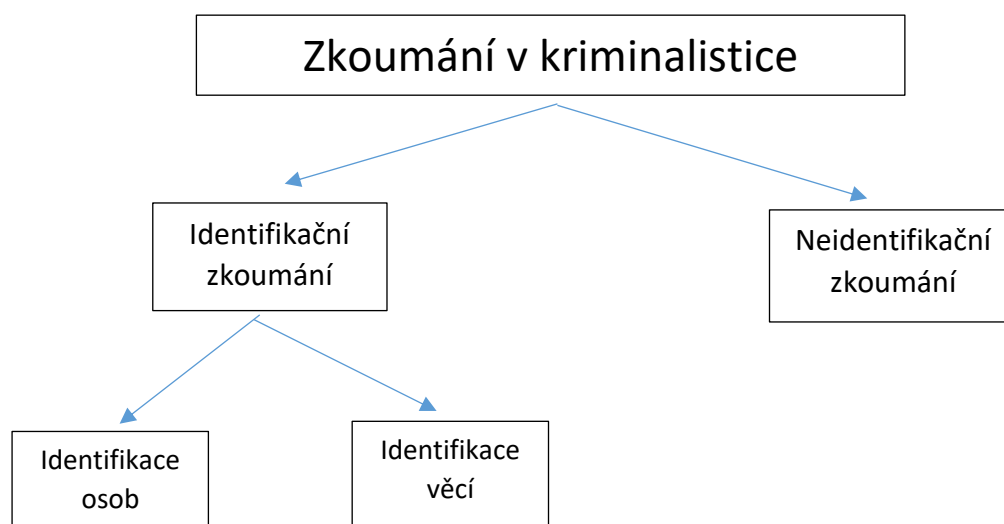 Zkoumání v kriminalistice
Identifikační
zkoumání
Neidentifikační
zkoumání
Identifikace
osob
Identifikace
věcí